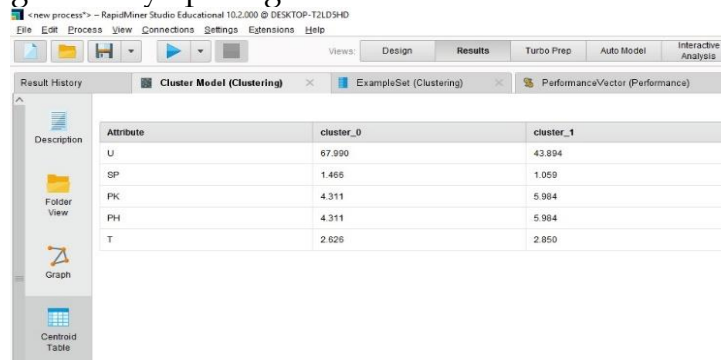 <new process*> – RapidMiner Studio Educational 10.2.000 @ DESKTOP-T2LD5HD
File Edit Process View Connections Settings Extensions Help
Views: Design Results Turbo Prep Auto Model Interactive Analysis
Result History Cluster Model (Clustering) ExampleSet (Clustering) PerformanceVector (Performance)
Description
Folder View
Graph
Centroid Table
Attribute cluster_0 cluster_1
U 67.990 43.894
SP 1.466 1.059
PK 4.311 5.984
PH 4.311 5.984
T 2.626 2.850